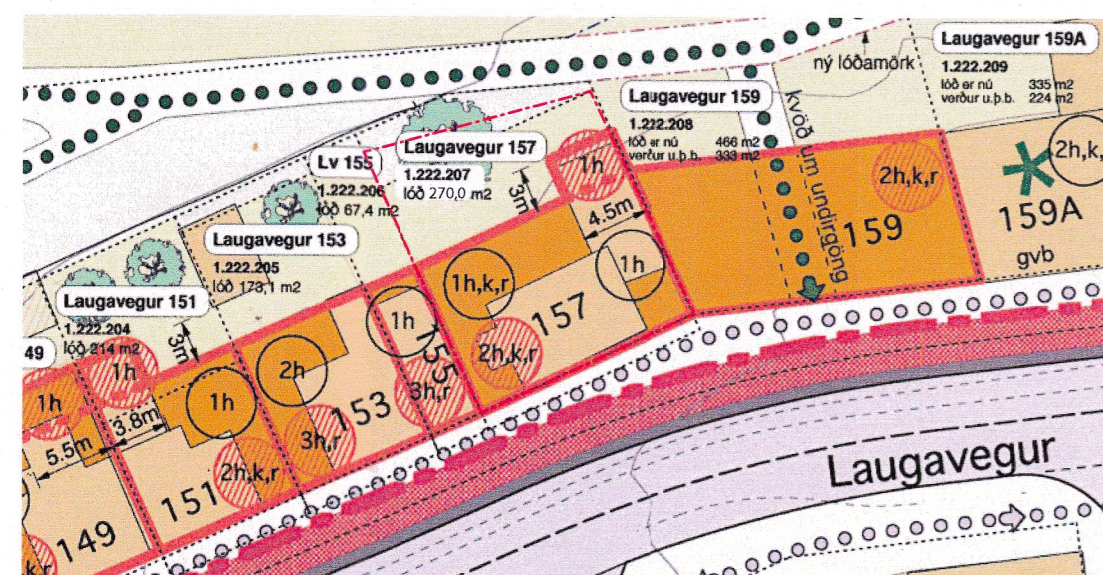 Laugavegur 159A
1.222.209
lóð er nú 335 m2
verður u.þ.b. 224 m2
ný lóðamörk
Laugavegur 159
1.222.208
lóð er nú 466 m2
verður u.þ.b. 333 m2
kvöð um undirgöng
Laugavegur 157
1.222.207
lóð 270,0 m2
Lv 155
1.222.206
lóð 67,4 m2
Laugavegur 153
1.222.205
lóð 173,1 m2
Laugavegur 151
1.222.204
lóð 214 m2
49
1h
3m
4.5m
2h,k,r
159
2h,k,
159A
gvb
1h,k,r
1h
157
2h,k,r
1h
155
3h,r
2h
153
3h,r
3m
1h
1h
3.8m
151
2h,k,r
1h
5.5m
149
k,r
Laugavegur